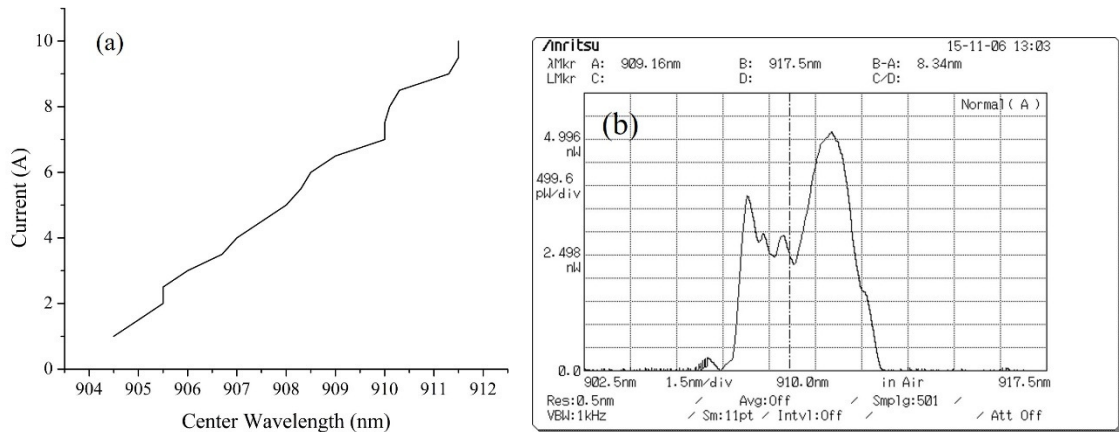 (a)
10
8
6
4
2
0
904 905 906 907 908 909 910 911 912
Current (A)
Center Wavelength (nm)
Anritsu 15-11-06 13:03
λMkr A: 909.16nm B: 917.5nm B-A: 8.34nm
LMkr C: D: C/D:
Normal(A)
(b)
4.996
nW
499.6
pW/div
2.498
nW
0.0
902.5nm 1.5nm/div 910.0nm in Air 917.5nm
Res:0.5nm / Avg:Off / Smplg:501 /
VBW:1kHz / Sm:11pt / Intvl:Off / / Att Off